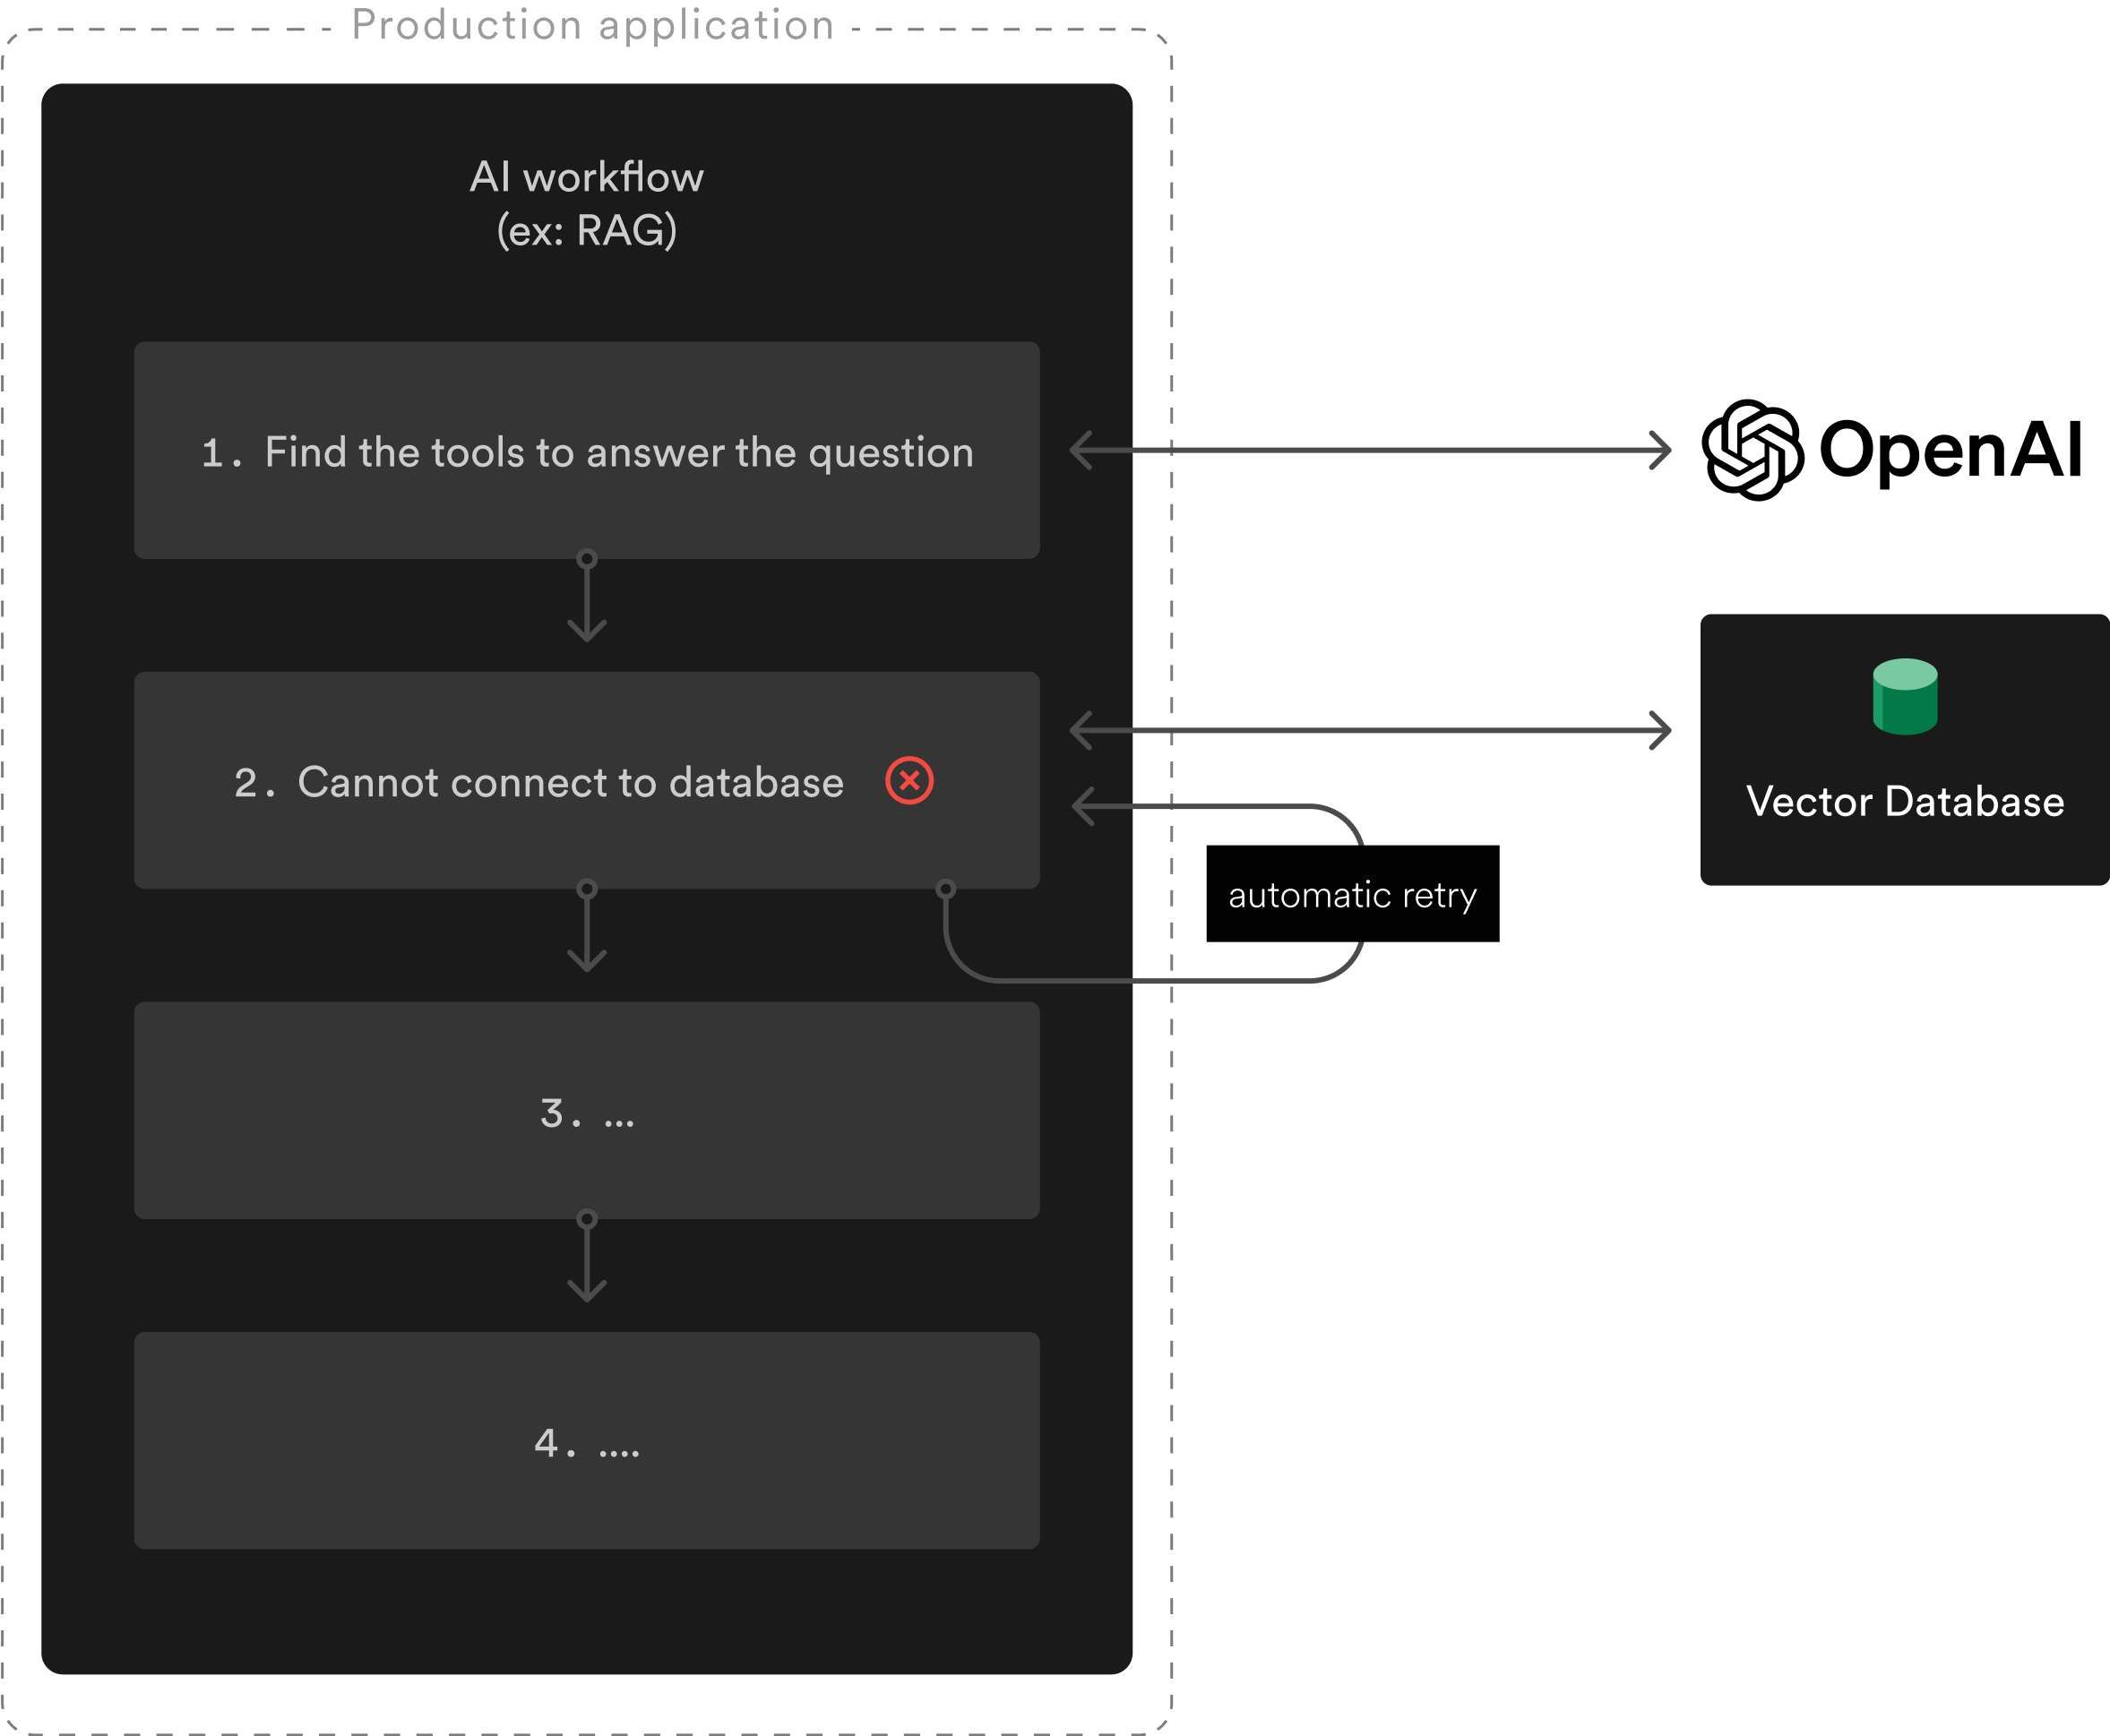 Production application
AI workflow
(ex: RAG)
1. Find the tools to answer the question
OpenAI
2. Cannot connect to database
Vector Database
automatic retry
3. ...
4. ....